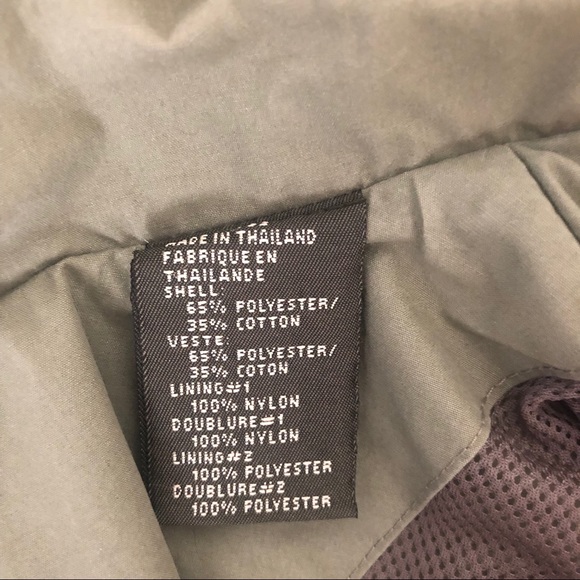 MADE IN THAILAND
FABRIQUE EN
THAILANDE
SHELL:
65% POLYESTER/
35% COTTON
VESTE:
65% POLYESTER/
35% COTON
LINING#1
100% NYLON
DOUBLURE#1
100% NYLON
LINING#2
100% POLYESTER
DOUBLURE#2
100% POLYESTER